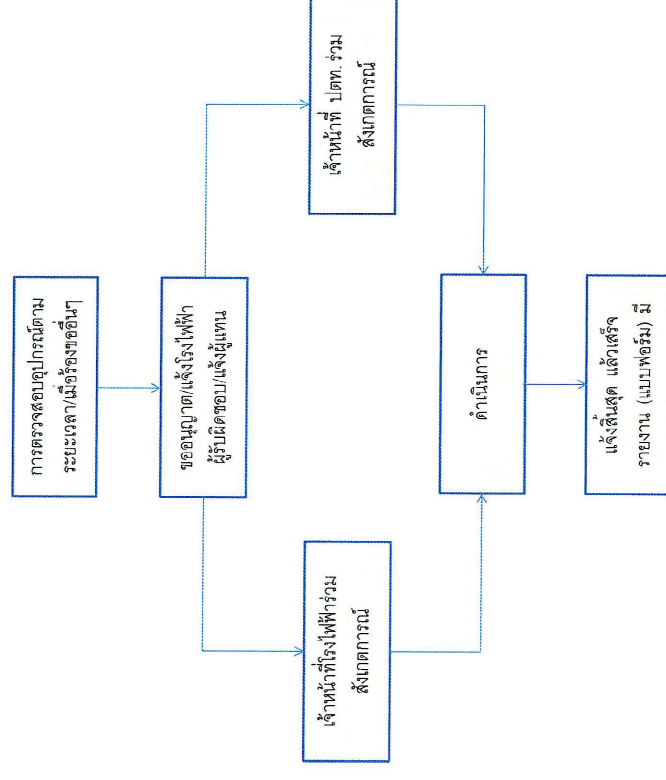 การตรวจสอบอุปกรณ์ตาม
ระยะเวลา/เมื่อร้องขออื่นๆ
ขออนุญาต/แจ้งโรงไฟฟ้า
ผู้รับผิดชอบ/แจ้งผู้แทน
เจ้าหน้าที่โรงไฟฟ้าร่วม
สังเกตการณ์
เจ้าหน้าที่ ปตท. ร่วม
สังเกตการณ์
ดำเนินการ
แจ้งสิ้นสุด แล้วเสร็จ
รายงาน (แบบฟอร์ม) มี